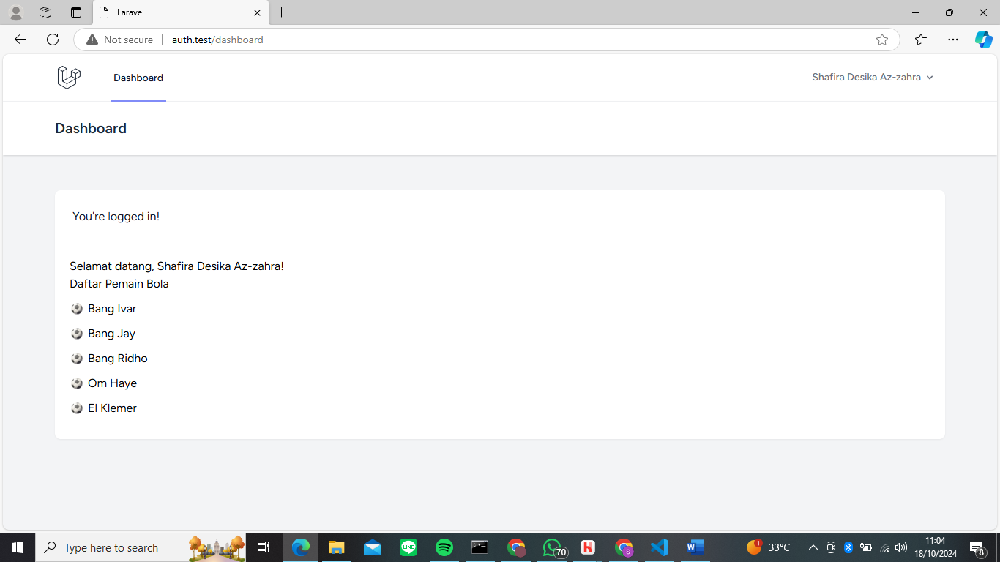 Laravel
Not secure
auth.test/dashboard
Dashboard
Shafira Desika Az-zahra
Dashboard
You're logged in!
Selamat datang, Shafira Desika Az-zahra!
Daftar Pemain Bola
Bang Ivar
Bang Jay
Bang Ridho
Om Haye
El Klemer
Type here to search
LINE
70
H
S
W
1
33°C
11:04
18/10/2024
8